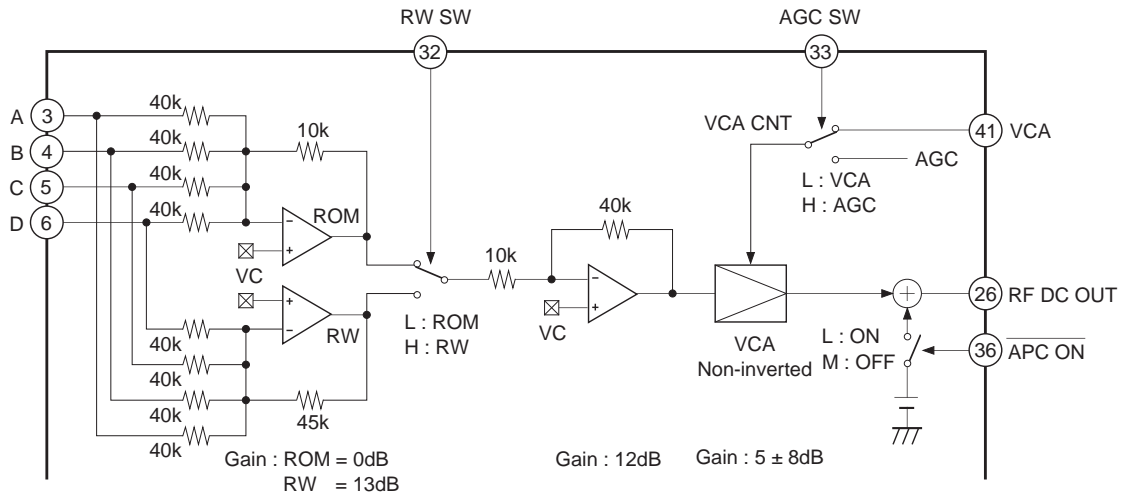 RW SW
AGC SW
32
33
A 3
40k
B 4
40k
10k
C 5
40k
D 6
40k
VCA CNT
41 VCA
AGC
L : VCA
H : AGC
−
+
ROM
VC
40k
10k
−
+
VC
L : ROM
H : RW
+
−
RW
26 RF DC OUT
L : ON
M : OFF
36 APC ON
VCA
Non-inverted
40k
40k
40k
40k
45k
Gain : ROM = 0dB
RW = 13dB
Gain : 12dB
Gain : 5 ± 8dB